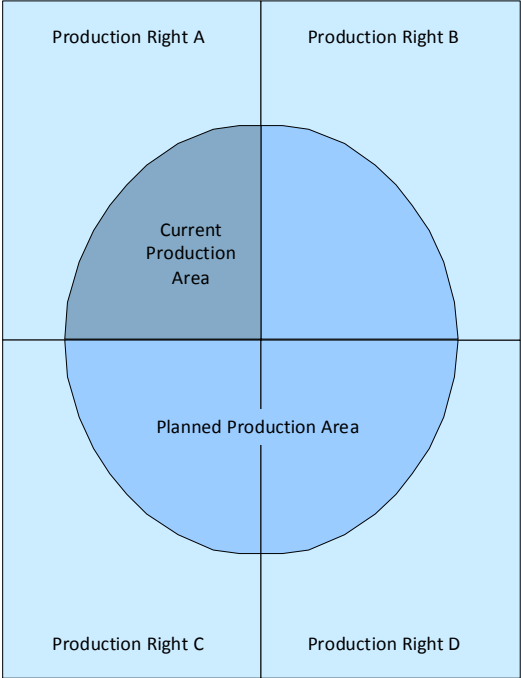 Production Right A
Production Right B
Current
Production
Area
Planned Production Area
Production Right C
Production Right D